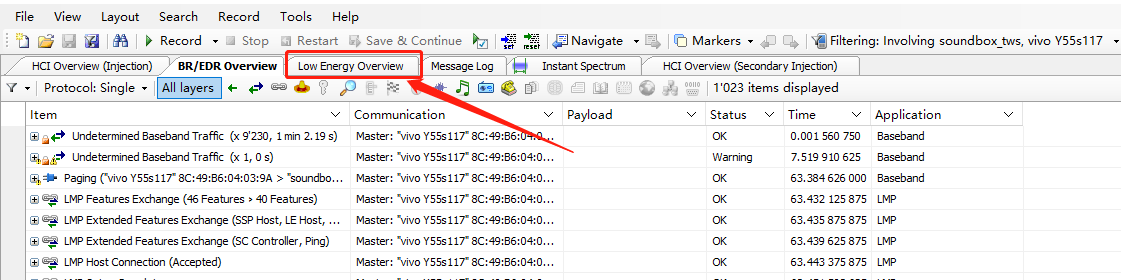 File View Layout Search Record Tools Help
Record Stop Restart Save & Continue set reset Navigate Markers Filtering: Involving soundbox_tws, vivo Y55s117
HCI Overview (Injection) BR/EDR Overview Low Energy Overview Message Log Instant Spectrum HCI Overview (Secondary Injection)
Protocol: Single All layers 1'023 items displayed
Item Communication Payload Status Time Application
Undetermined Baseband Traffic (x 9'230, 1 min 2.19 s) Master: "vivo Y55s117" 8C:49:B6:04:0... OK 0.001 560 750 Baseband
Undetermined Baseband Traffic (x 1, 0 s) Master: "vivo Y55s117" 8C:49:B6:04:0... Warning 7.519 910 625 Baseband
Paging ("vivo Y55s117" 8C:49:B6:04:03:9A > "soundbo... Master: "vivo Y55s117" 8C:49:B6:04:0... OK 63.384 626 000 Baseband
LMP Features Exchange (46 Features > 40 Features) Master: "vivo Y55s117" 8C:49:B6:04:0... OK 63.432 125 875 LMP
LMP Extended Features Exchange (SSP Host, LE Host, ... Master: "vivo Y55s117" 8C:49:B6:04:0... OK 63.435 875 875 LMP
LMP Extended Features Exchange (SC Controller, Ping) Master: "vivo Y55s117" 8C:49:B6:04:0... OK 63.439 625 875 LMP
LMP Host Connection (Accepted) Master: "vivo Y55s117" 8C:49:B6:04:0... OK 63.443 375 875 LMP